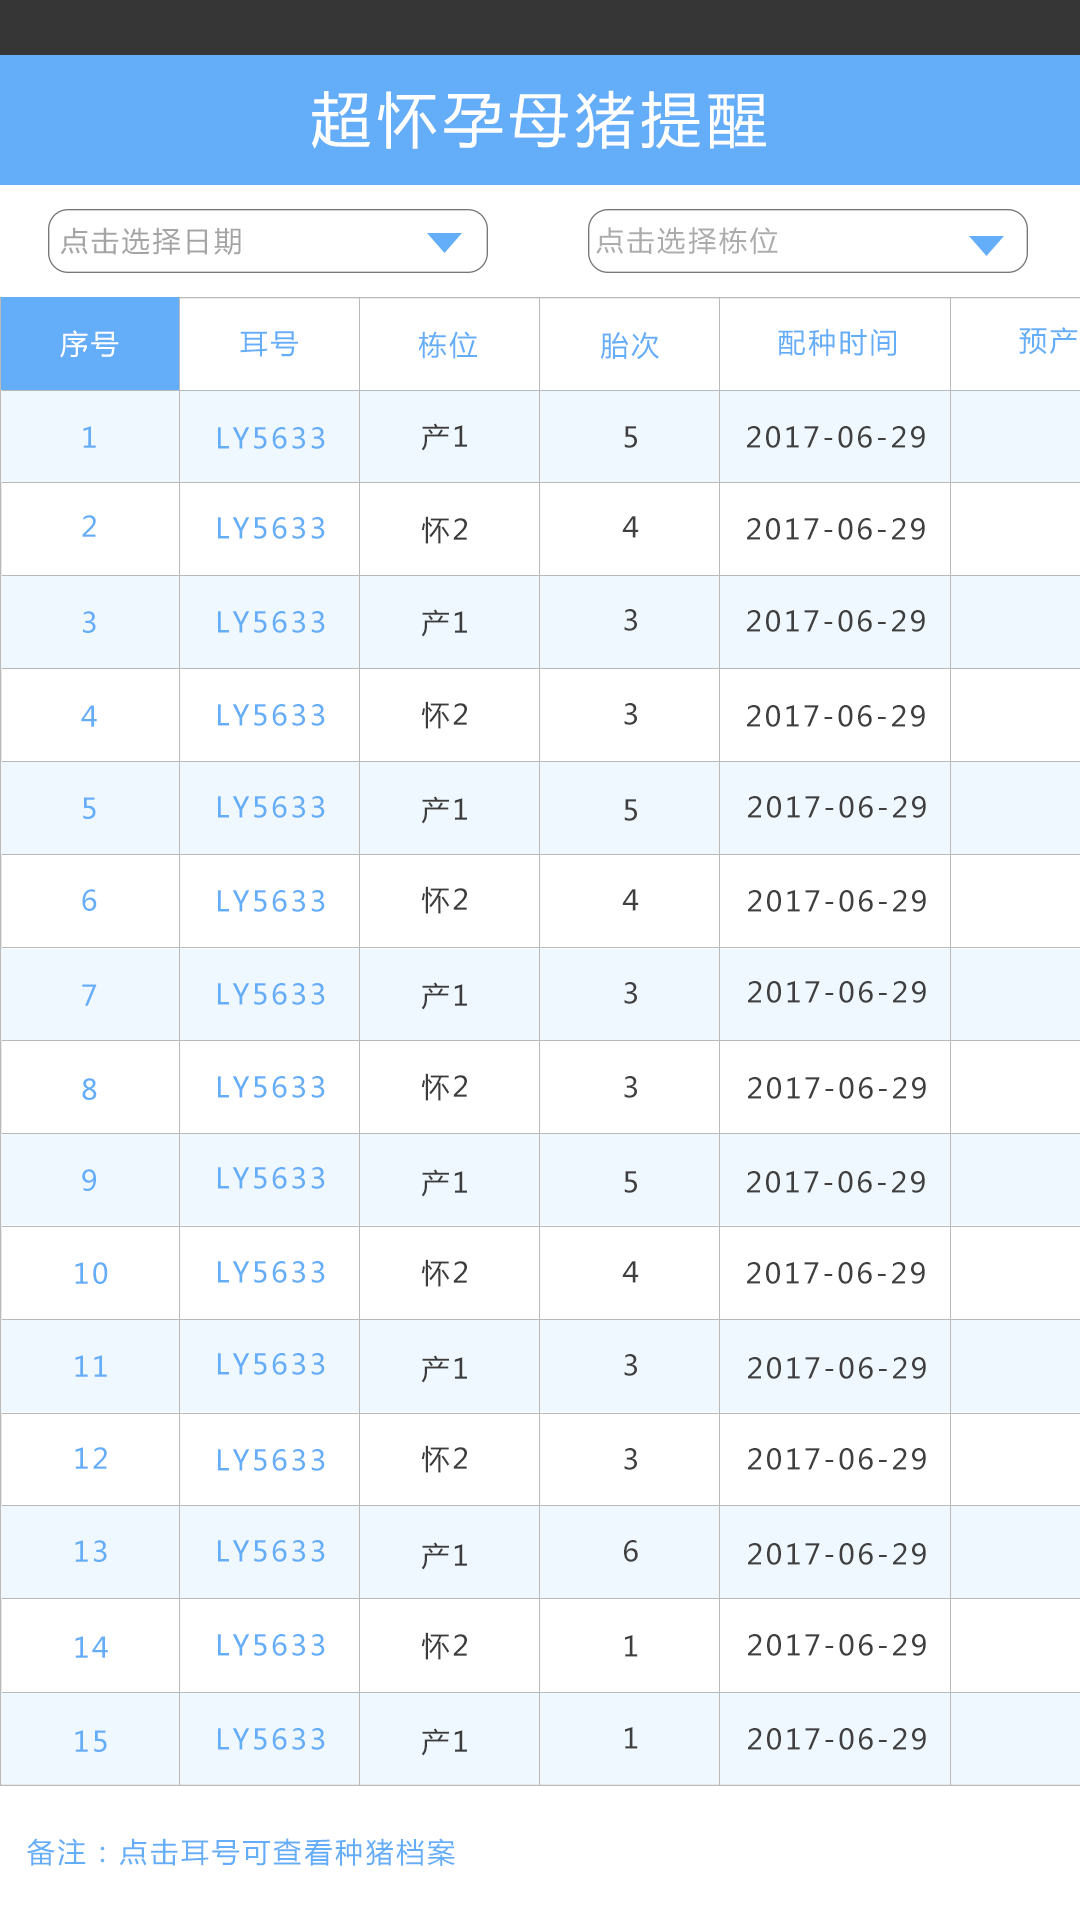 超怀孕母猪提醒
点击选择日期 点击选择栋位
序号 耳号 栋位 胎次 配种时间 预产
1 LY5633 产1 5 2017-06-29
2 LY5633 怀2 4 2017-06-29
3 LY5633 产1 3 2017-06-29
4 LY5633 怀2 3 2017-06-29
5 LY5633 产1 5 2017-06-29
6 LY5633 怀2 4 2017-06-29
7 LY5633 产1 3 2017-06-29
8 LY5633 怀2 3 2017-06-29
9 LY5633 产1 5 2017-06-29
10 LY5633 怀2 4 2017-06-29
11 LY5633 产1 3 2017-06-29
12 LY5633 怀2 3 2017-06-29
13 LY5633 产1 6 2017-06-29
14 LY5633 怀2 1 2017-06-29
15 LY5633 产1 1 2017-06-29
备注：点击耳号可查看种猪档案